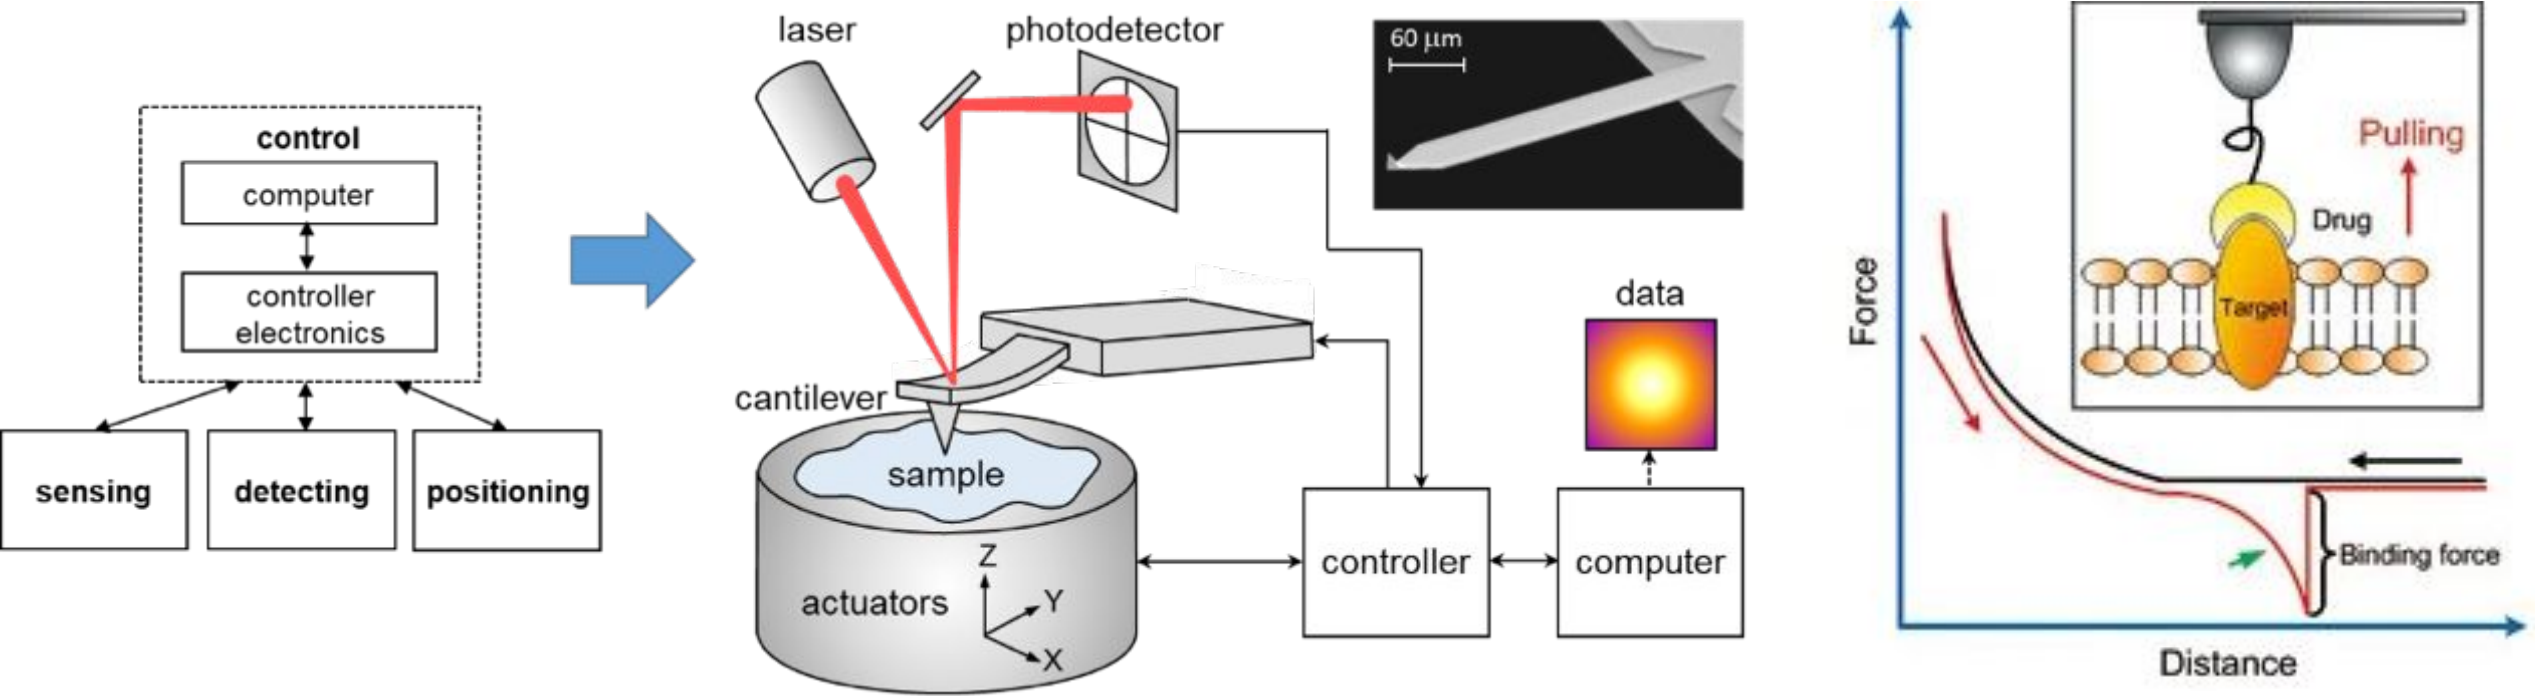 control
computer
controller
electronics
sensing
detecting
positioning
laser
photodetector
60 μm
cantilever
sample
actuators
Z
Y
X
data
controller
computer
Force
Pulling
Drug
Target
Binding force
Distance